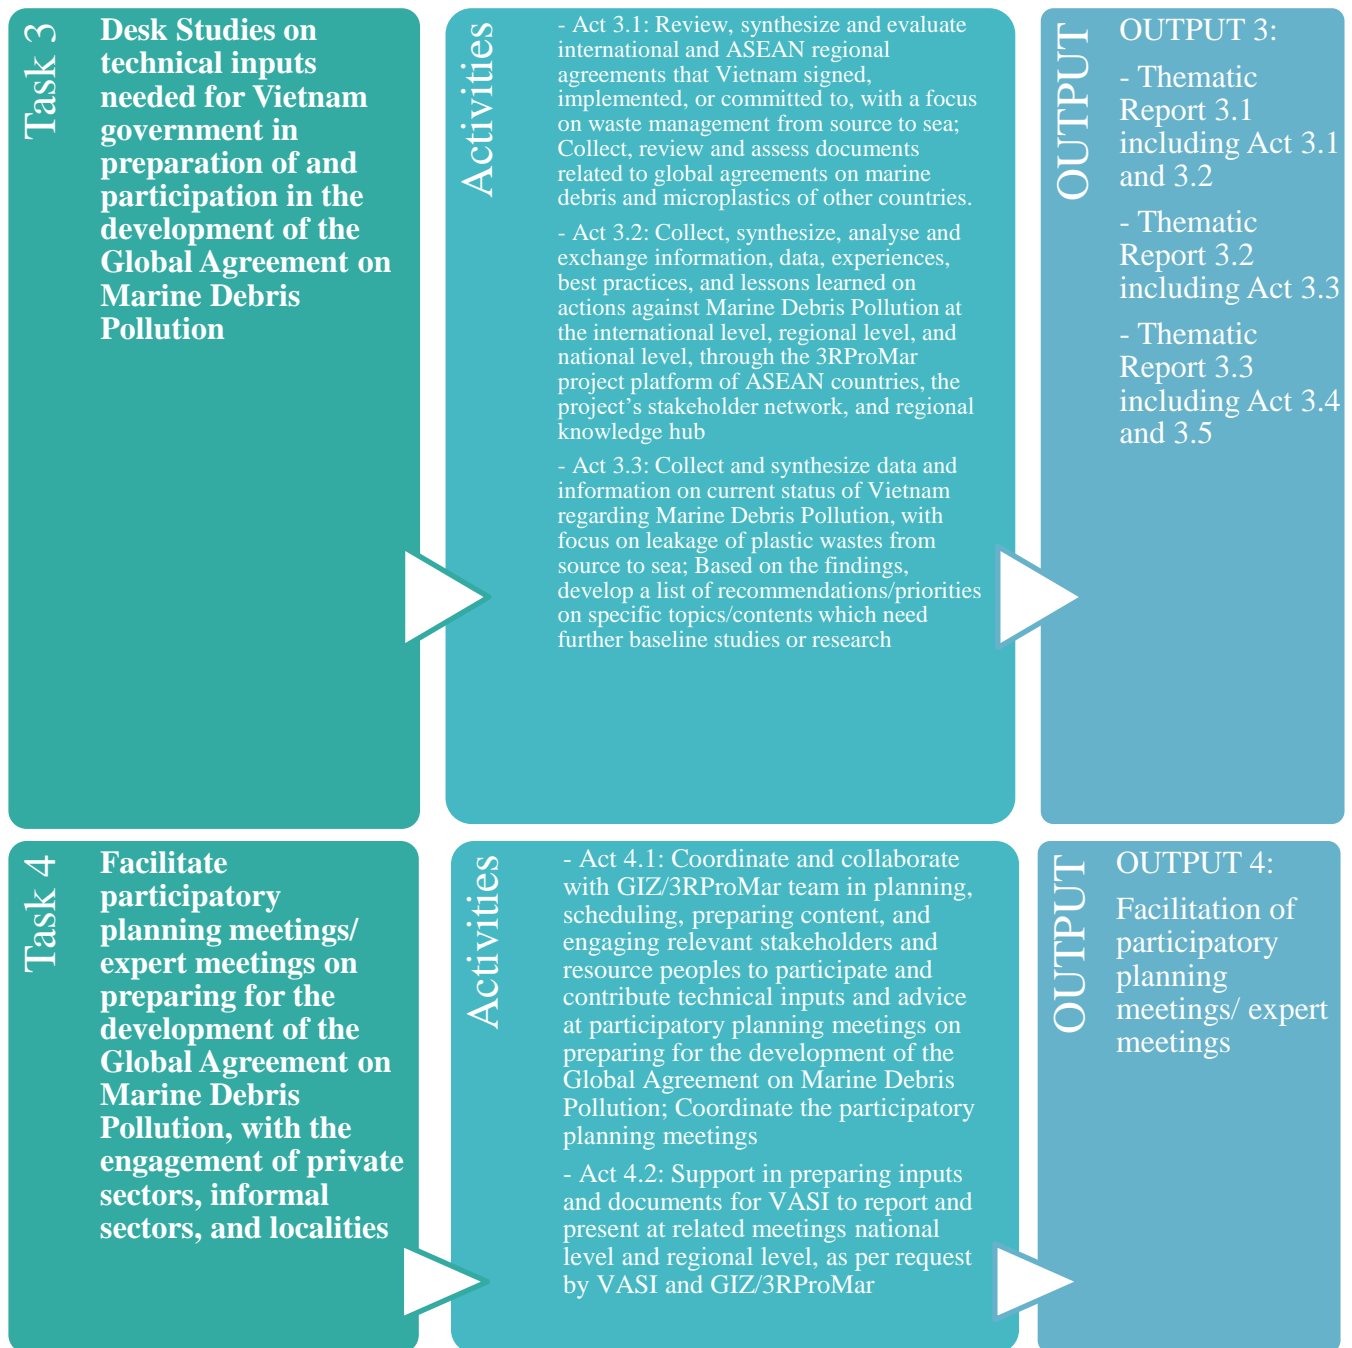 Task 3
Desk Studies on
technical inputs
needed for Vietnam
government in
preparation of and
participation in the
development of the
Global Agreement on
Marine Debris
Pollution
Activities
- Act 3.1: Review, synthesize and evaluate
international and ASEAN regional
agreements that Vietnam signed,
implemented, or committed to, with a focus
on waste management from source to sea;
Collect, review and assess documents
related to global agreements on marine
debris and microplastics of other countries.
- Act 3.2: Collect, synthesize, analyse and
exchange information, data, experiences,
best practices, and lessons learned on
actions against Marine Debris Pollution at
the international level, regional level, and
national level, through the 3RProMar
project platform of ASEAN countries, the
project's stakeholder network, and regional
knowledge hub
- Act 3.3: Collect and synthesize data and
information on current status of Vietnam
regarding Marine Debris Pollution, with
focus on leakage of plastic wastes from
source to sea; Based on the findings,
develop a list of recommendations/priorities
on specific topics/contents which need
further baseline studies or research
OUTPUT
OUTPUT 3:
- Thematic
Report 3.1
including Act 3.1
and 3.2
- Thematic
Report 3.2
including Act 3.3
- Thematic
Report 3.3
including Act 3.4
and 3.5
Task 4
Facilitate
participatory
planning meetings/
expert meetings on
preparing for the
development of the
Global Agreement on
Marine Debris
Pollution, with the
engagement of private
sectors, informal
sectors, and localities
Activities
- Act 4.1: Coordinate and collaborate
with GIZ/3RProMar team in planning,
scheduling, preparing content, and
engaging relevant stakeholders and
resource peoples to participate and
contribute technical inputs and advice
at participatory planning meetings on
preparing for the development of the
Global Agreement on Marine Debris
Pollution; Coordinate the participatory
planning meetings
- Act 4.2: Support in preparing inputs
and documents for VASI to report and
present at related meetings national
level and regional level, as per request
by VASI and GIZ/3RProMar
OUTPUT
OUTPUT 4:
Facilitation of
participatory
planning
meetings/ expert
meetings